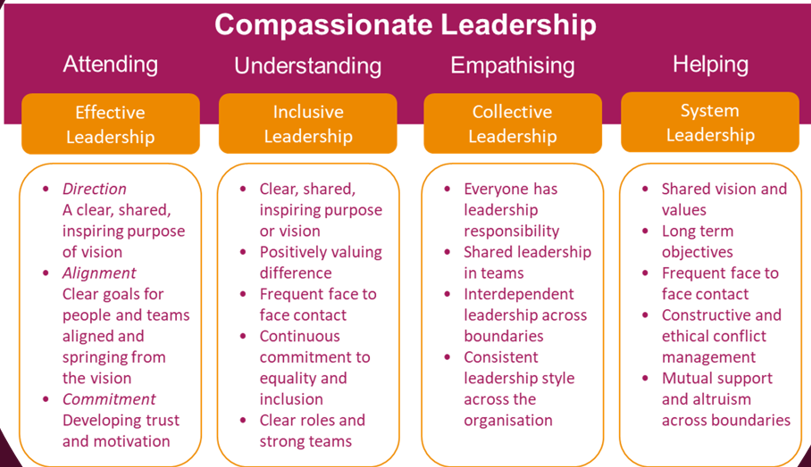 Compassionate Leadership
Attending
Understanding
Empathising
Helping
Effective
Leadership
Inclusive
Leadership
Collective
Leadership
System
Leadership
• Direction
A clear, shared,
inspiring purpose
of vision
• Alignment
Clear goals for
people and teams
aligned and
springing from
the vision
• Commitment
Developing trust
and motivation
• Clear, shared,
inspiring purpose
or vision
• Positively valuing
difference
• Frequent face to
face contact
• Continuous
commitment to
equality and
inclusion
• Clear roles and
strong teams
• Everyone has
leadership
responsibility
• Shared leadership
in teams
• Interdependent
leadership across
boundaries
• Consistent
leadership style
across the
organisation
• Shared vision and
values
• Long term
objectives
• Frequent face to
face contact
• Constructive and
ethical conflict
management
• Mutual support
and altruism
across boundaries